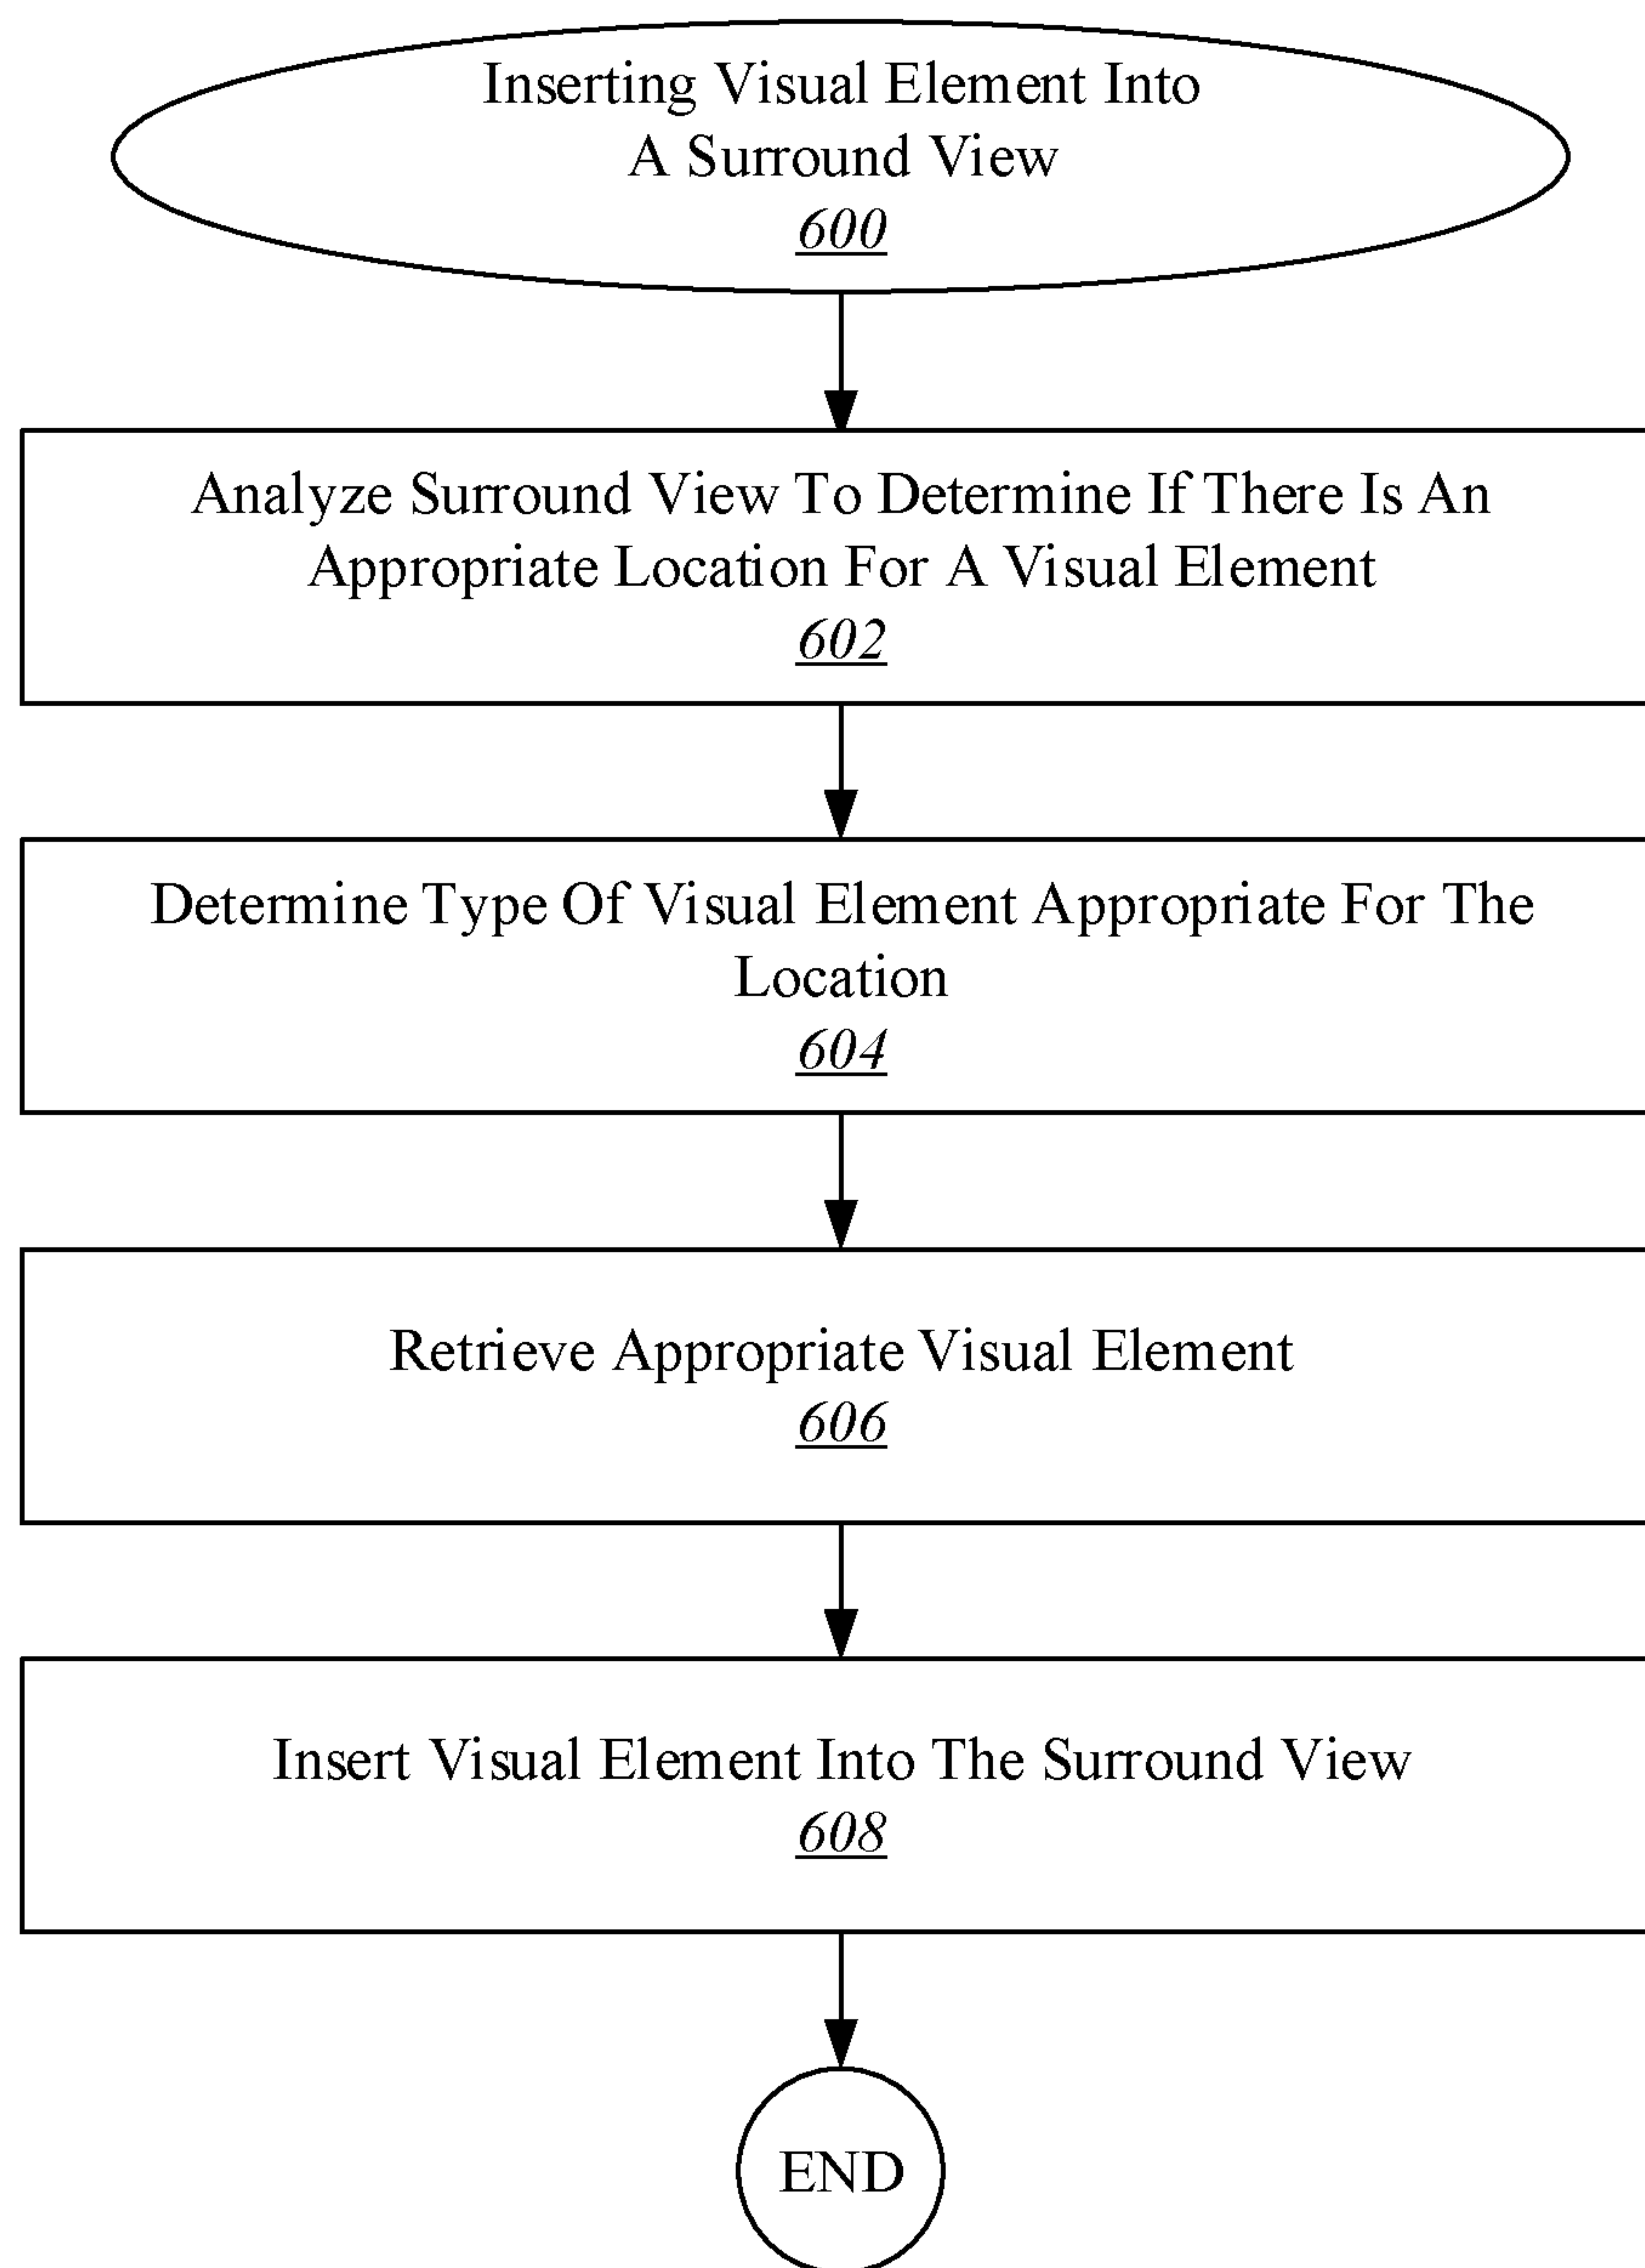 Inserting Visual Element Into
A Surround View
600
Analyze Surround View To Determine If There Is An
Appropriate Location For A Visual Element
602
Determine Type Of Visual Element Appropriate For The
Location
604
Retrieve Appropriate Visual Element
606
Insert Visual Element Into The Surround View
608
END